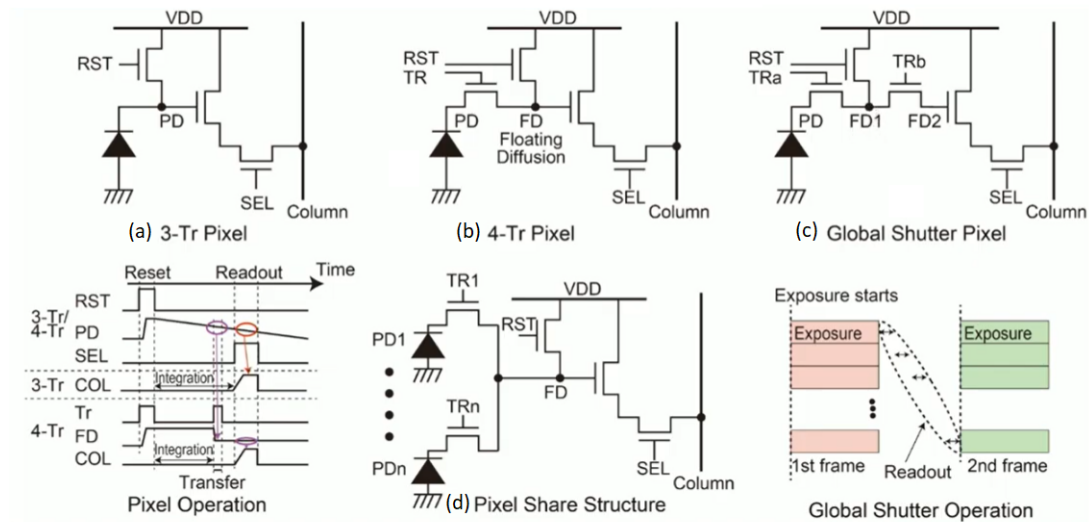 VDD
RST
PD
SEL
Column
(a) 3-Tr Pixel
VDD
RST
TR
PD
FD
Floating
Diffusion
SEL
Column
(b) 4-Tr Pixel
VDD
RST
TRa
TRb
PD
FD1
FD2
SEL
Column
(c) Global Shutter Pixel
Reset
Readout
Time
RST
3-Tr/
4-Tr
PD
SEL
3-Tr
COL
Integration
Tr
4-Tr
FD
COL
Integration
Transfer
Pixel Operation
TR1
VDD
PD1
RST
FD
TRn
PDn
SEL
Column
(d) Pixel Share Structure
Exposure starts
Exposure
Exposure
1st frame
Readout
2nd frame
Global Shutter Operation